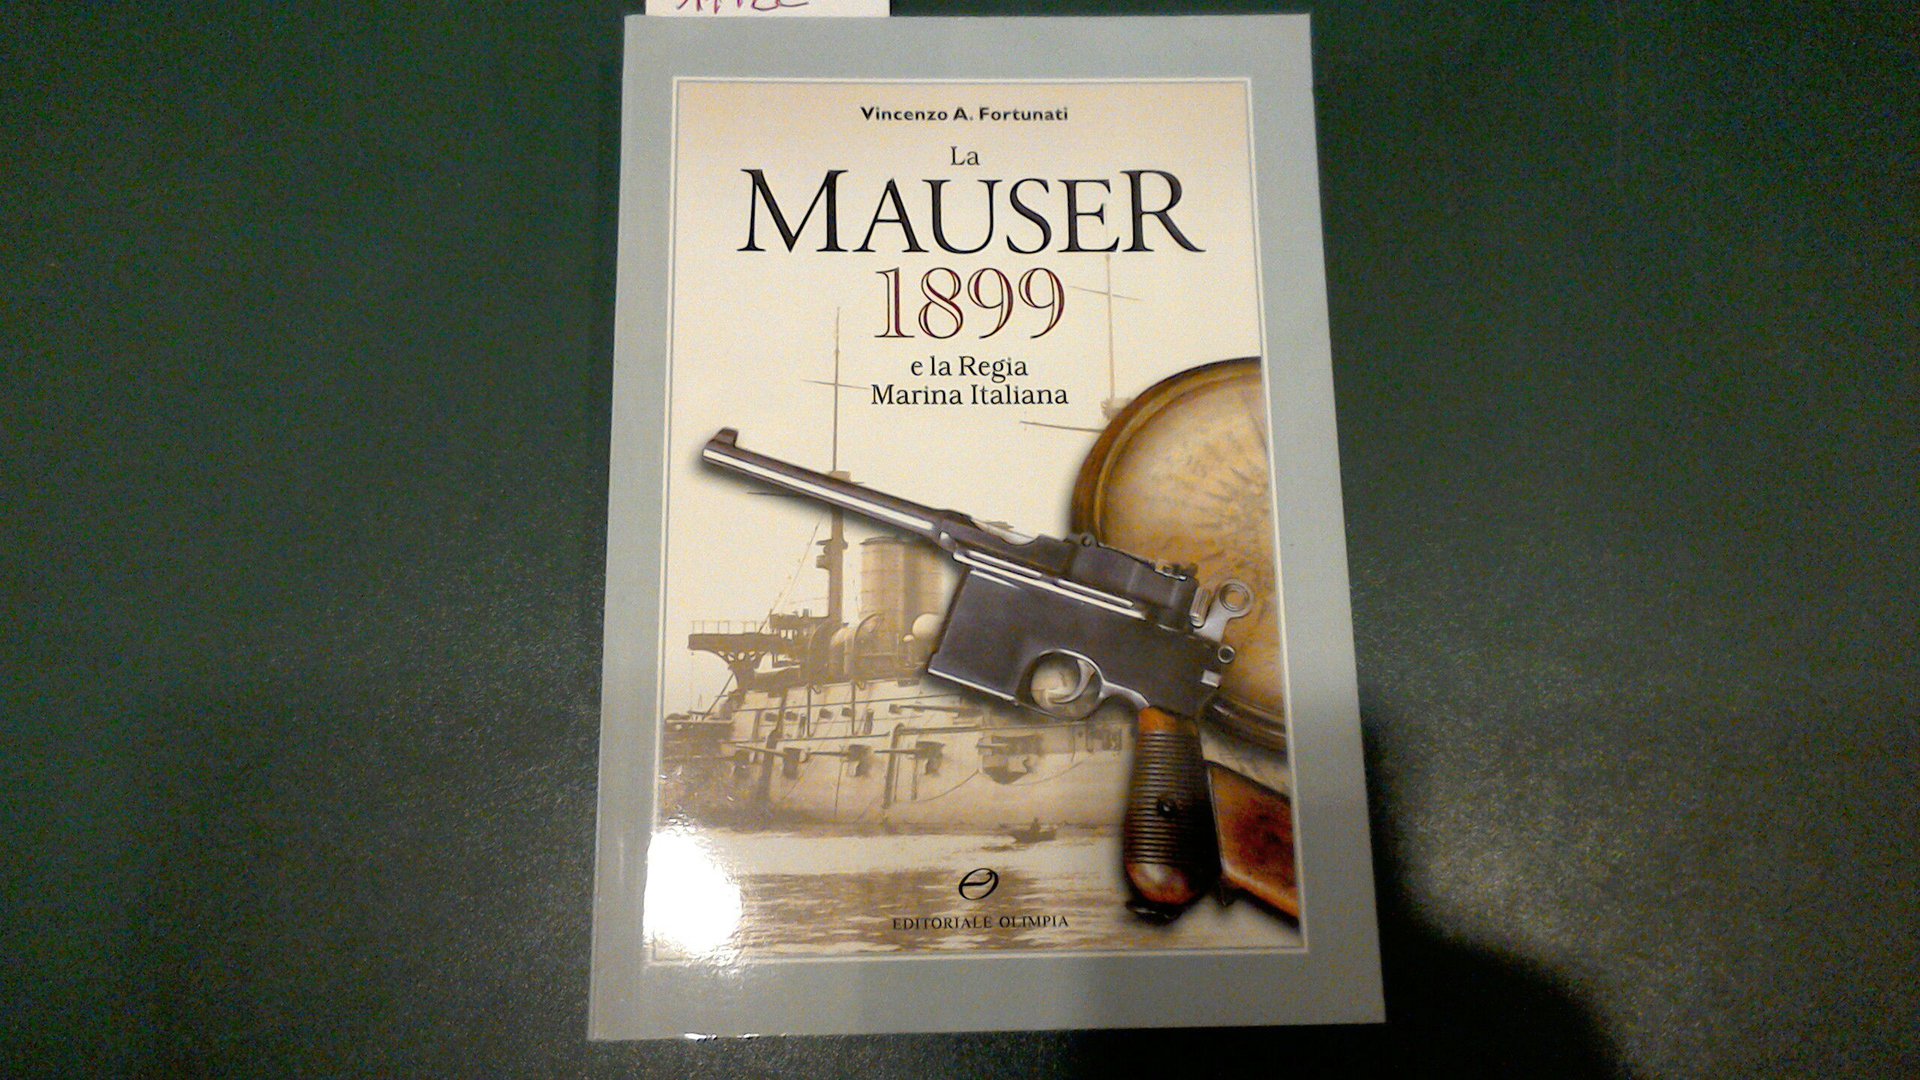 Vincenzo A. Fortunati
La
MAUSER
1899
e la Regia
Marina Italiana
EDITORIALE OLIMPIA